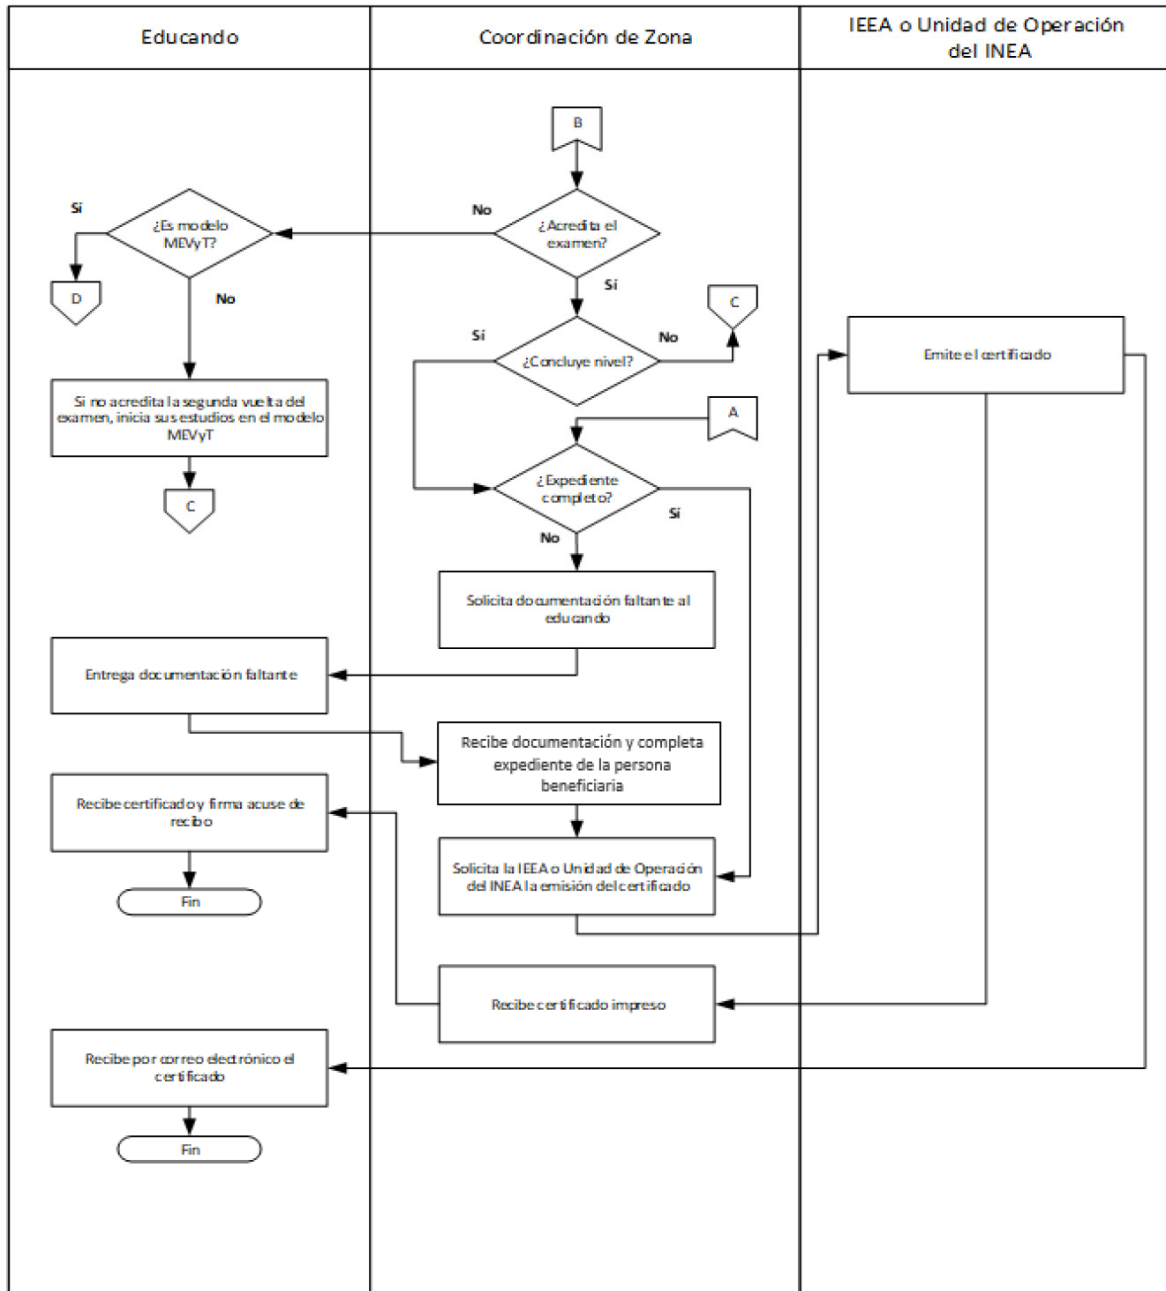 Educando
Coordinación de Zona
IEEA o Unidad de Operación
del INEA
B
Sí
¿Es modelo
MEVyT?
No
¿Acredita el
examen?
D
No
Sí
C
Sí
¿Concluye nivel?
No
Emite el certificado
Si no acredita la segunda vuelta del
examen, inicia sus estudios en el modelo
MEVyT
A
C
¿Expediente
completo?
Sí
No
Solicita documentación faltante al
educando
Entrega documentación faltante
Recibe documentación y completa
expediente de la persona
beneficiaria
Recibe certificado y firma acuse de
recibo
Solicita la IEEA o Unidad de Operación
del INEA la emisión del certificado
Fin
Recibe certificado impreso
Recibe por correo electrónico el
certificado
Fin